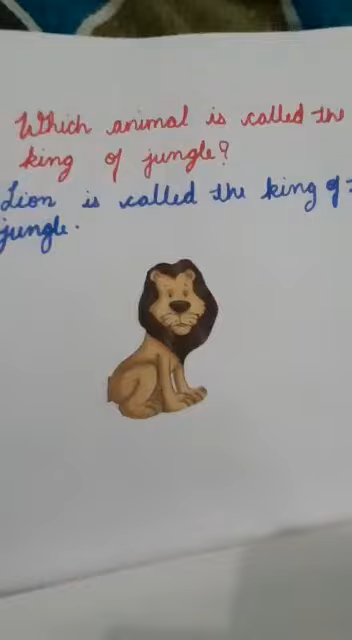 Which animal is called the
king of jungle?
Lion is called the king of
jungle.